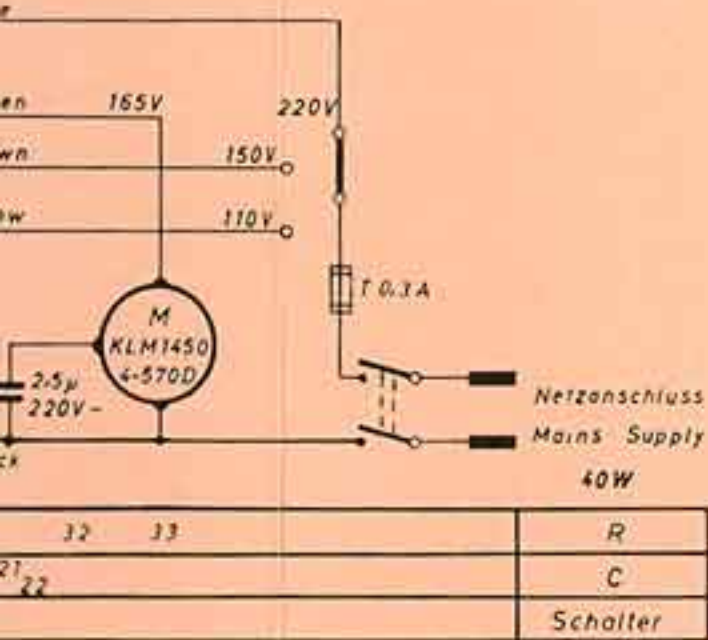 165V
220V
150V
110V
T 0,3 A
M
KLM1450
4-570D
2,5µ
220V~
Netzanschluss
Mains Supply
40W
32 33 R
21 22 C
Schalter